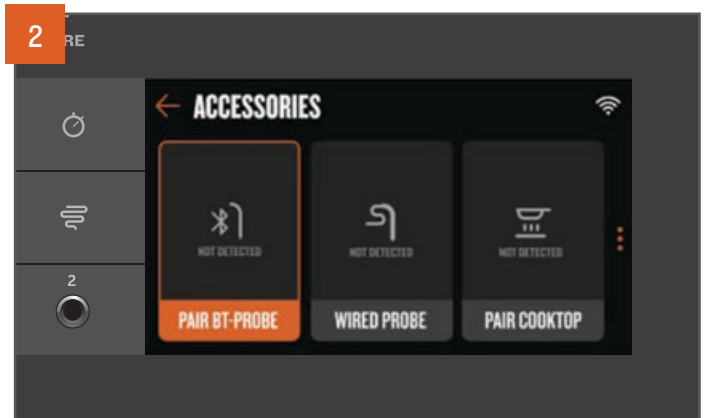 2
RE
ACCESSORIES
NOT DETECTED
NOT DETECTED
NOT DETECTED
PAIR BT-PROBE
WIRED PROBE
PAIR COOKTOP
2